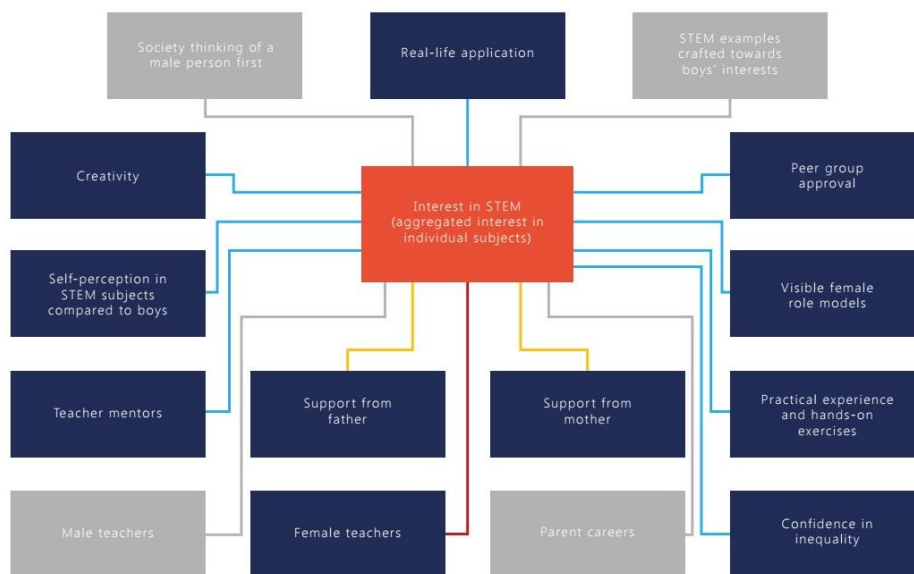 Society thinking of a
male person first
Real-life application
STEM examples
crafted towards
boys' interests
Creativity
Interest in STEM
(aggregated interest in
individual subjects)
Peer group
approval
Self-perception in
STEM subjects
compared to boys
Visible female
role models
Teacher mentors
Support from
father
Support from
mother
Practical experience
and hands-on
exercises
Male teachers
Female teachers
Parent careers
Confidence in
inequality